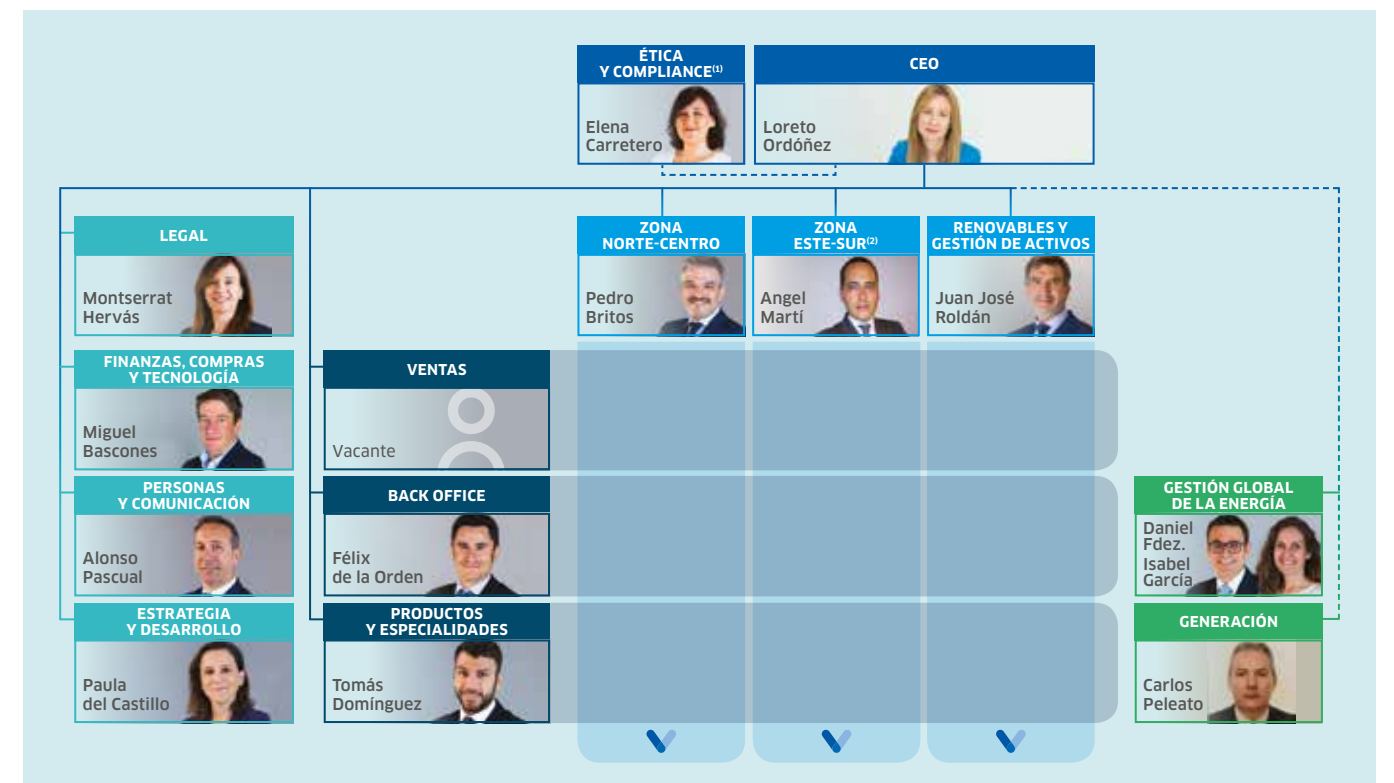 ÉTICA
Y COMPLIANCE(1)
Elena
Carretero
CEO
Loreto
Ordóñez
LEGAL
Montserrat
Hervás
ZONA
NORTE-CENTRO
Pedro
Britos
ZONA
ESTE-SUR(2)
Angel
Martí
RENOVABLES Y
GESTIÓN DE ACTIVOS
Juan José
Roldán
FINANZAS, COMPRAS
Y TECNOLOGÍA
Miguel
Bascones
VENTAS
Vacante
PERSONAS
Y COMUNICACIÓN
Alonso
Pascual
BACK OFFICE
Félix
de la Orden
GESTIÓN GLOBAL
DE LA ENERGÍA
Daniel
Fdez.
Isabel
García
ESTRATEGIA
Y DESARROLLO
Paula
del Castillo
PRODUCTOS
Y ESPECIALIDADES
Tomás
Domínguez
GENERACIÓN
Carlos
Peleato